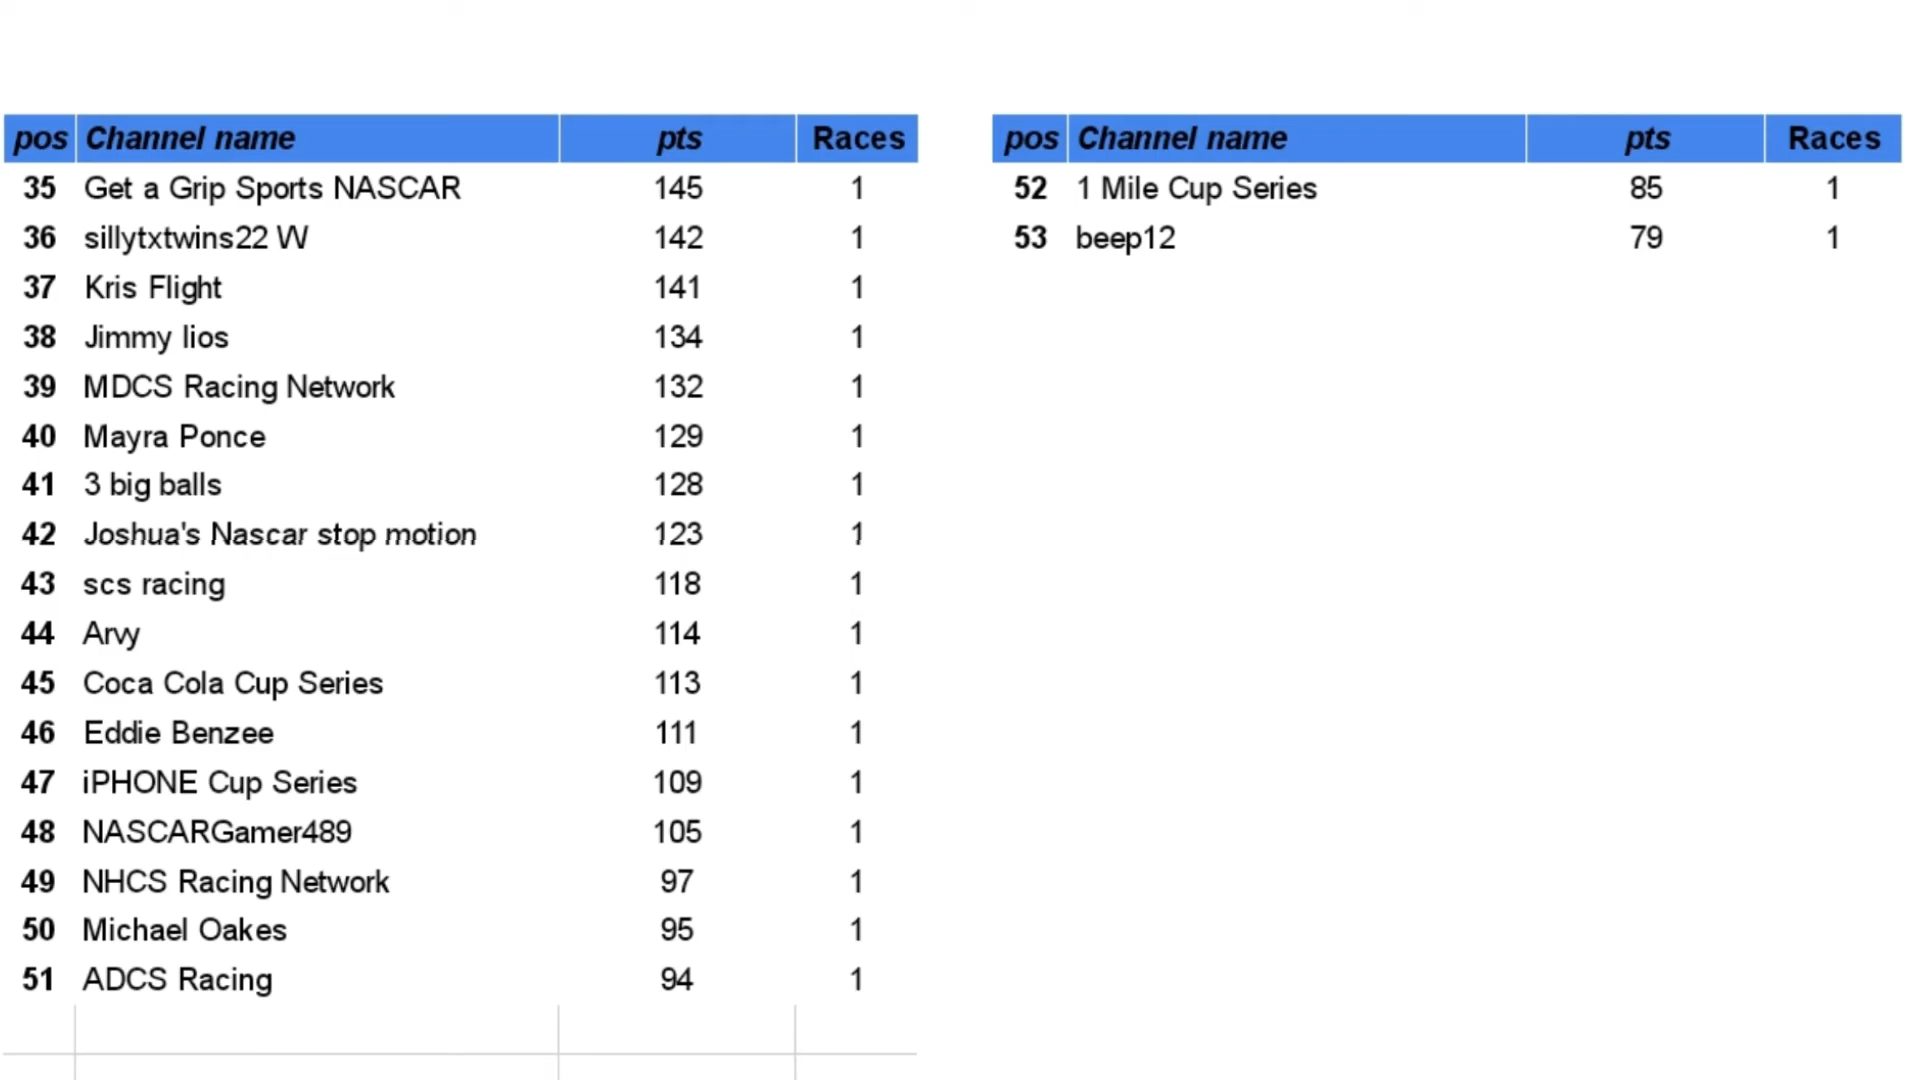 pos Channel name pts Races
35 Get a Grip Sports NASCAR 145 1
36 sillytxtwins22 W 142 1
37 Kris Flight 141 1
38 Jimmy lios 134 1
39 MDCS Racing Network 132 1
40 Mayra Ponce 129 1
41 3 big balls 128 1
42 Joshua's Nascar stop motion 123 1
43 scs racing 118 1
44 Arvy 114 1
45 Coca Cola Cup Series 113 1
46 Eddie Benzee 111 1
47 iPHONE Cup Series 109 1
48 NASCARGamer489 105 1
49 NHCS Racing Network 97 1
50 Michael Oakes 95 1
51 ADCS Racing 94 1
pos Channel name pts Races
52 1 Mile Cup Series 85 1
53 beep12 79 1